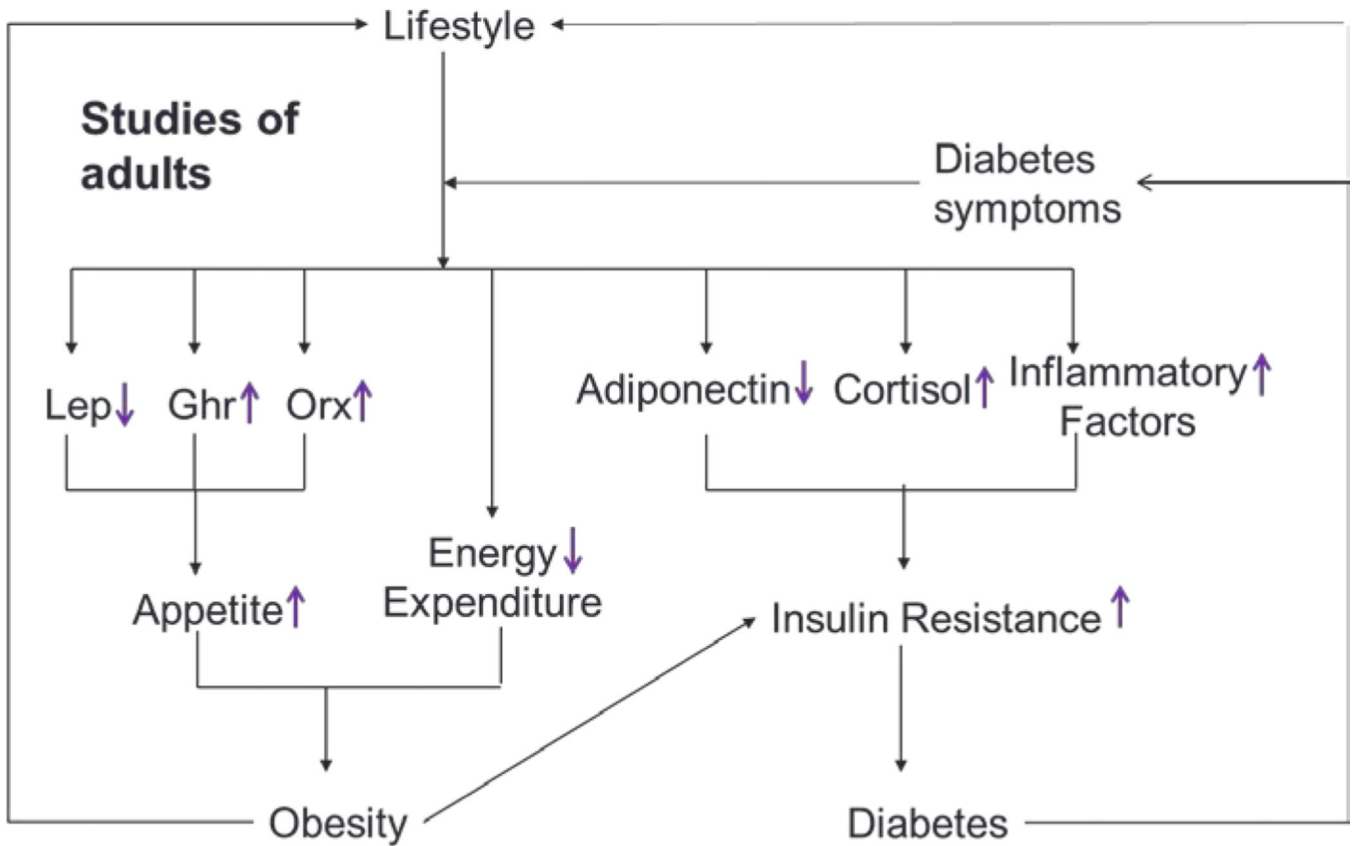 Lifestyle
Studies of
adults
Diabetes
symptoms
Lep↓ Ghr↑ Orx↑
Adiponectin↓ Cortisol↑ Inflammatory↑
Factors
Energy↓
Expenditure
Appetite↑
Insulin Resistance↑
Obesity
Diabetes